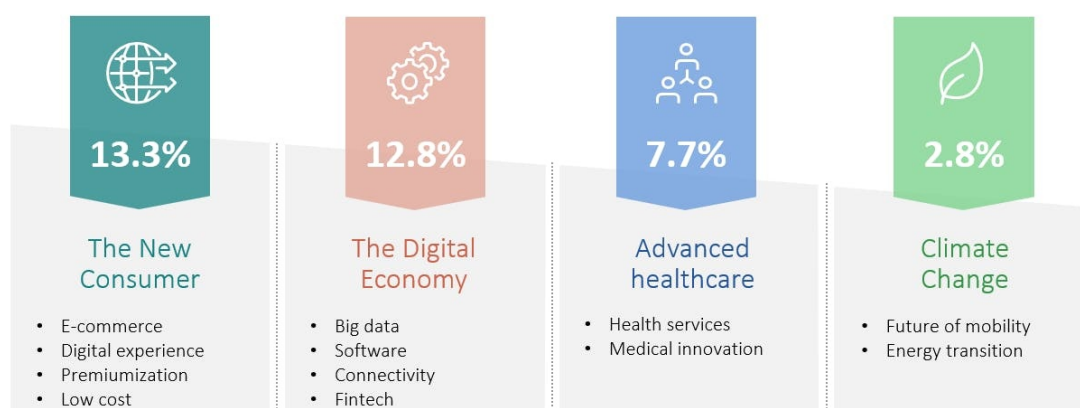 13.3%
The New
Consumer
• E-commerce
• Digital experience
• Premiumization
• Low cost
12.8%
The Digital
Economy
• Big data
• Software
• Connectivity
• Fintech
7.7%
Advanced
healthcare
• Health services
• Medical innovation
2.8%
Climate
Change
• Future of mobility
• Energy transition